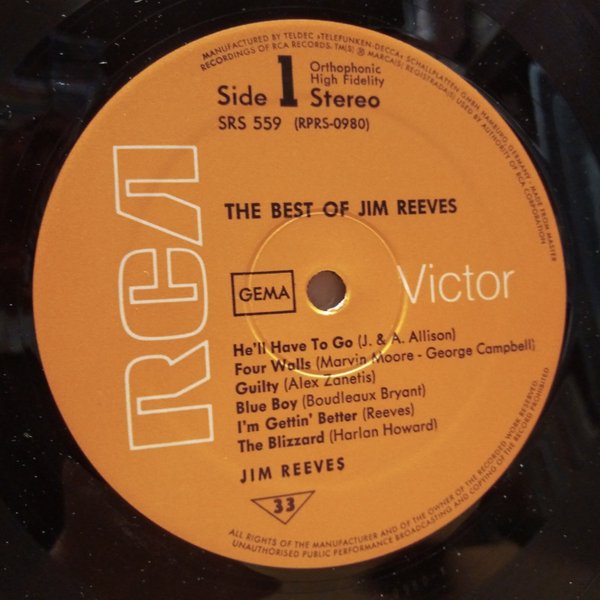 MANUFACTURED BY TELDEC »TELEFUNKEN-DECCA« SCHALLPLATTEN GMBH, HAMBURG, GERMANY · MADE FROM MASTER
RECORDINGS OF RCA RECORDS. TM(S) ® MARCA(S) REGISTRADA(S) USED BY AUTHORITY OF RCA CORPORATION
Side 1 Orthophonic
High Fidelity
Stereo
SRS 559 (RPRS-0980)
RCA
THE BEST OF JIM REEVES
GEMA
Victor
He'll Have To Go (J. & A. Allison)
Four Walls (Marvin Moore - George Campbell)
Guilty (Alex Zanetis)
Blue Boy (Boudleaux Bryant)
I'm Gettin' Better (Reeves)
The Blizzard (Harlan Howard)
JIM REEVES
33
ALL RIGHTS OF THE MANUFACTURER AND OF THE OWNER OF THE RECORDED WORK RESERVED.
UNAUTHORISED PUBLIC PERFORMANCE BROADCASTING AND COPYING OF THE RECORD PROHIBITED